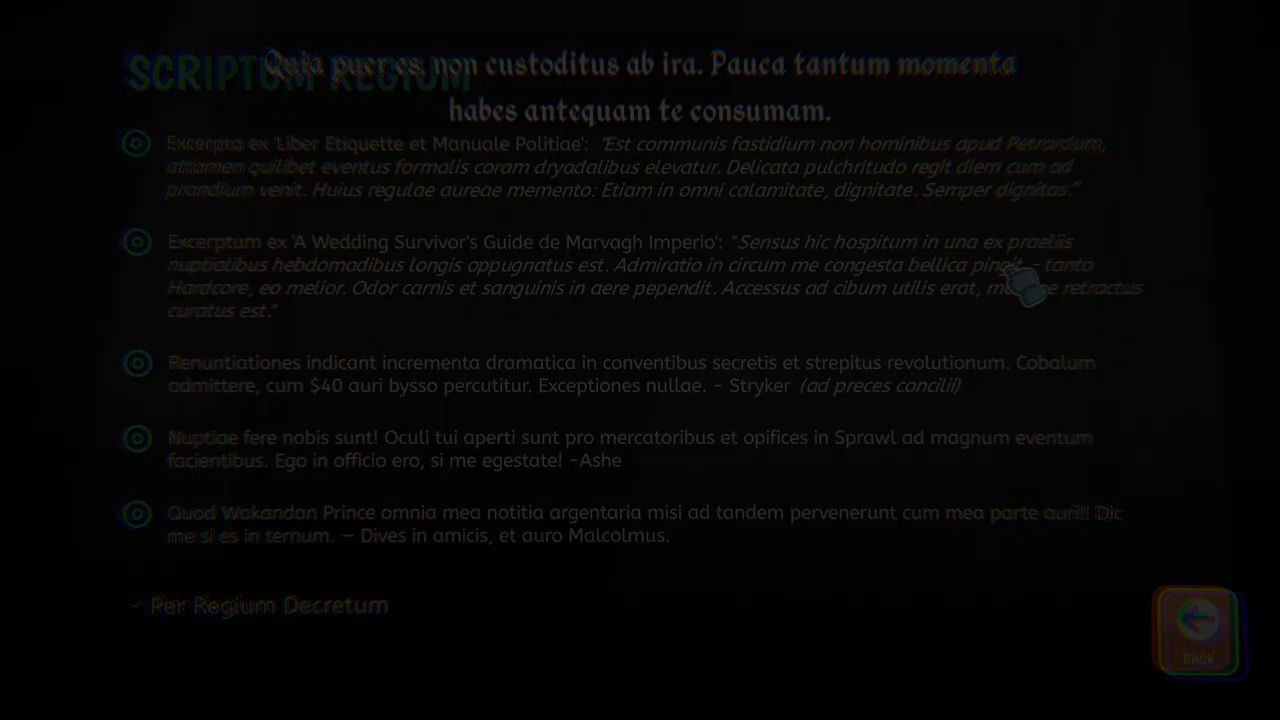 SCRIPTUM REGIUM
Quia puer es, non custoditus ab ira. Pauca tantum momenta
habes antequam te consumam.
Excerpta ex 'Liber Etiquette et Manuale Politiae': "Est communis fastidium non hominibus apud Petrardum,
attamen quilibet eventus formalis coram dryadalibus elevatur. Delicata pulchritudo regit diem cum ad
prandium venit. Huius regulae aureae memento: Etiam in omni calamitate, dignitate. Semper dignitas."
Excerptum ex 'A Wedding Survivor's Guide de Marvagh Imperio': "Sensus hic hospitum in una ex praeliis
nuptialibus hebdomadibus longis oppugnatus est. Admiratio in circum me congesta bellica pingit - tanto
Hardcore, eo melior. Odor carnis et sanguinis in aere pependit. Accessus ad cibum utilis erat, retractus
curatus est."
Renuntiationes indicant incrementa dramatica in conventibus secretis et strepitus revolutionum. Cobalum
admittere, cum $40 auri bysso percutitur. Exceptiones nullae. - Stryker (ad preces concilii)
Nuptiae fere nobis sunt! Oculi tui aperti sunt pro mercatoribus et opifices in Sprawl ad magnum eventum
facientibus. Ego in officio ero, si me egestate! -Ashe
Quod Wakandan Prince omnia mea notitia argentaria misi ad tandem pervenerunt cum mea parte auri!! Dic
me si es in ternum. — Dives in amicis, et auro Malcolmus.
- Per Regium Decretum
BACK